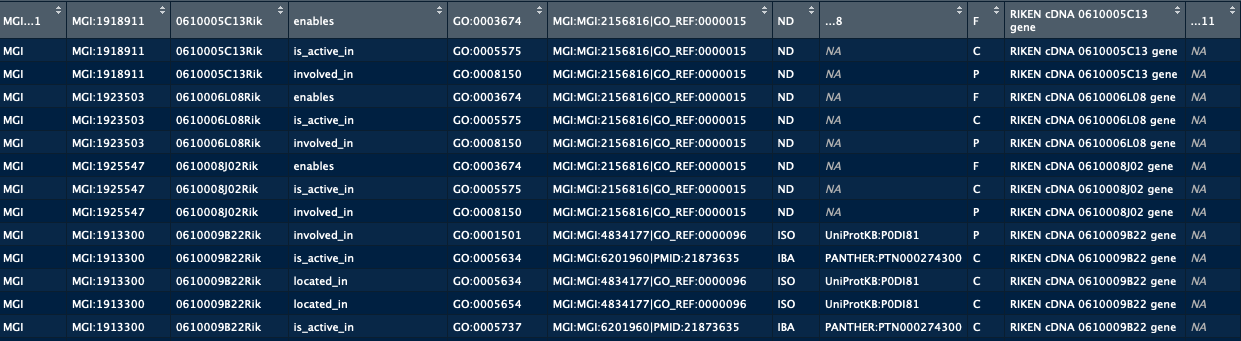 MGI...1 MGI:1918911 0610005C13Rik enables GO:0003674 MGI:MGI:2156816|GO_REF:0000015 ND ...8 F RIKEN cDNA 0610005C13 gene ...11
MGI MGI:1918911 0610005C13Rik is_active_in GO:0005575 MGI:MGI:2156816|GO_REF:0000015 ND NA C RIKEN cDNA 0610005C13 gene NA
MGI MGI:1918911 0610005C13Rik involved_in GO:0008150 MGI:MGI:2156816|GO_REF:0000015 ND NA P RIKEN cDNA 0610005C13 gene NA
MGI MGI:1923503 0610006L08Rik enables GO:0003674 MGI:MGI:2156816|GO_REF:0000015 ND NA F RIKEN cDNA 0610006L08 gene NA
MGI MGI:1923503 0610006L08Rik is_active_in GO:0005575 MGI:MGI:2156816|GO_REF:0000015 ND NA C RIKEN cDNA 0610006L08 gene NA
MGI MGI:1923503 0610006L08Rik involved_in GO:0008150 MGI:MGI:2156816|GO_REF:0000015 ND NA P RIKEN cDNA 0610006L08 gene NA
MGI MGI:1925547 0610008J02Rik enables GO:0003674 MGI:MGI:2156816|GO_REF:0000015 ND NA F RIKEN cDNA 0610008J02 gene NA
MGI MGI:1925547 0610008J02Rik is_active_in GO:0005575 MGI:MGI:2156816|GO_REF:0000015 ND NA C RIKEN cDNA 0610008J02 gene NA
MGI MGI:1925547 0610008J02Rik involved_in GO:0008150 MGI:MGI:2156816|GO_REF:0000015 ND NA P RIKEN cDNA 0610008J02 gene NA
MGI MGI:1913300 0610009B22Rik involved_in GO:0001501 MGI:MGI:4834177|GO_REF:0000096 ISO UniProtKB:P0DI81 P RIKEN cDNA 0610009B22 gene NA
MGI MGI:1913300 0610009B22Rik is_active_in GO:0005634 MGI:MGI:6201960|PMID:21873635 IBA PANTHER:PTN000274300 C RIKEN cDNA 0610009B22 gene NA
MGI MGI:1913300 0610009B22Rik located_in GO:0005634 MGI:MGI:4834177|GO_REF:0000096 ISO UniProtKB:P0DI81 C RIKEN cDNA 0610009B22 gene NA
MGI MGI:1913300 0610009B22Rik located_in GO:0005654 MGI:MGI:4834177|GO_REF:0000096 ISO UniProtKB:P0DI81 C RIKEN cDNA 0610009B22 gene NA
MGI MGI:1913300 0610009B22Rik is_active_in GO:0005737 MGI:MGI:6201960|PMID:21873635 IBA PANTHER:PTN000274300 C RIKEN cDNA 0610009B22 gene NA